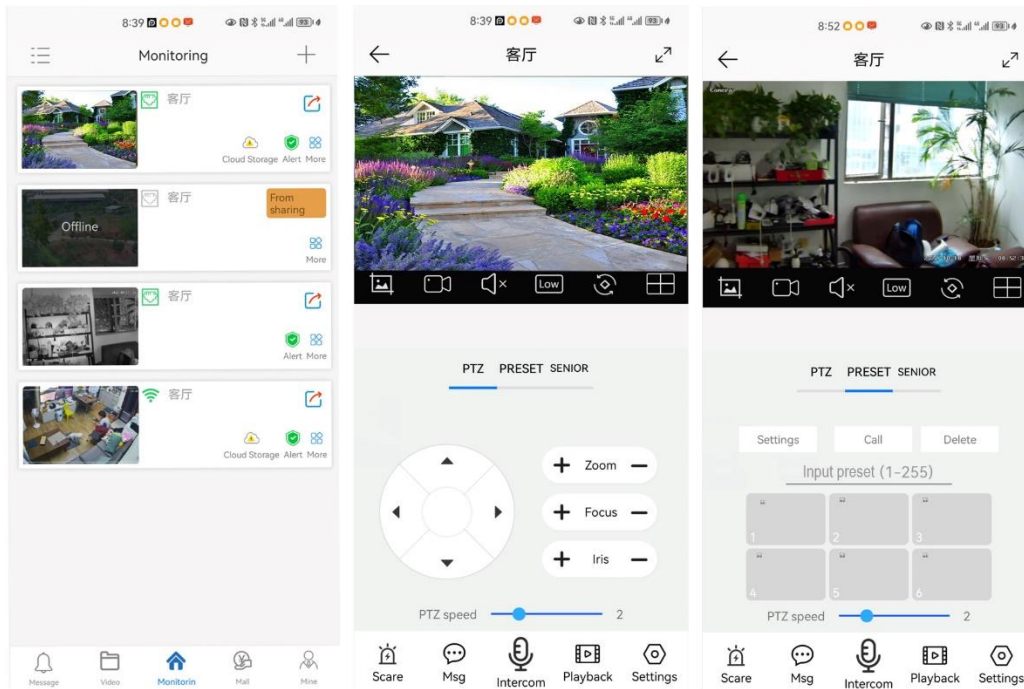 8:39
93
Monitoring
客厅
Cloud Storage
Alert
More
Offline
客厅
From
sharing
More
客厅
Alert
More
客厅
Cloud Storage
Alert
More
Message
Video
Monitorin
Mall
Mine
8:39
93
客厅
Low
PTZ
PRESET
SENIOR
Zoom
Focus
Iris
PTZ speed
2
Scare
Msg
Intercom
Playback
Settings
8:52
93
客厅
Kamera
Low
PTZ
PRESET
SENIOR
Settings
Call
Delete
Input preset (1-255)
1
2
3
4
5
6
PTZ speed
2
Scare
Msg
Intercom
Playback
Settings